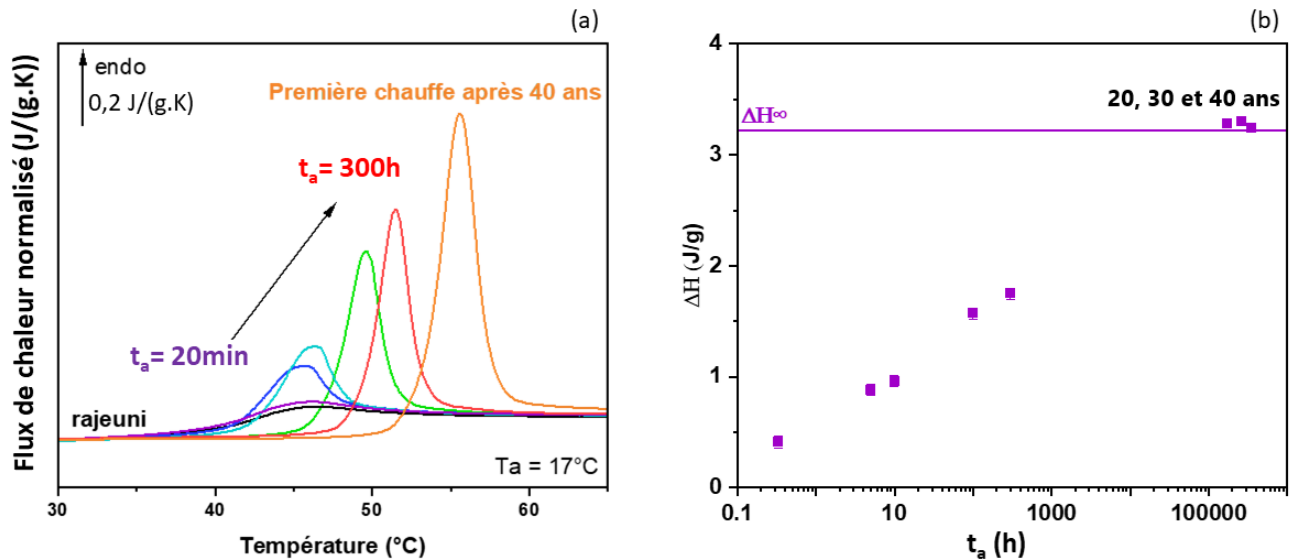 (a)
Flux de chaleur normalisé (J/(g.K))
endo
0,2 J/(g.K)
Première chauffe après 40 ans
tₐ= 300h
tₐ= 20min
rajeuni
Ta = 17°C
30 40 50 60
Température (°C)
(b)
ΔH (J/g)
4
20, 30 et 40 ans
ΔH∞
3
2
1
0
0.1 10 1000 100000
tₐ (h)